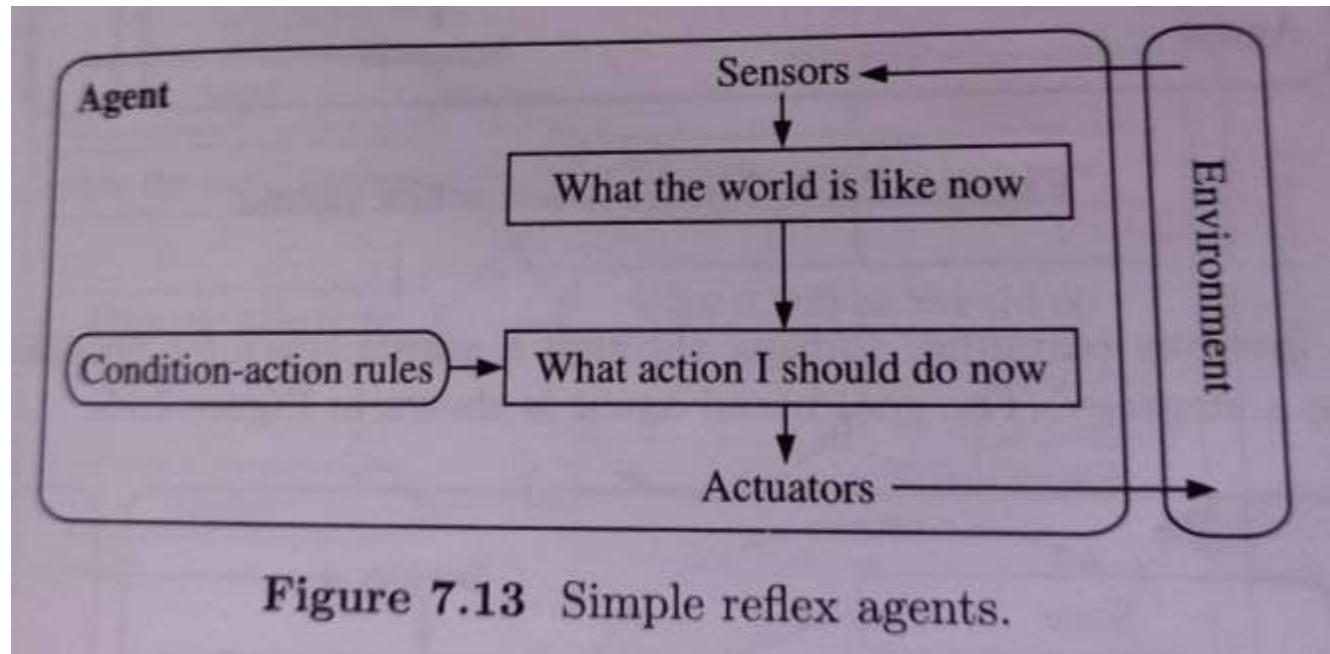 Agent
Sensors
What the world is like now
Environment
Condition-action rules
What action I should do now
Actuators
Figure 7.13 Simple reflex agents.